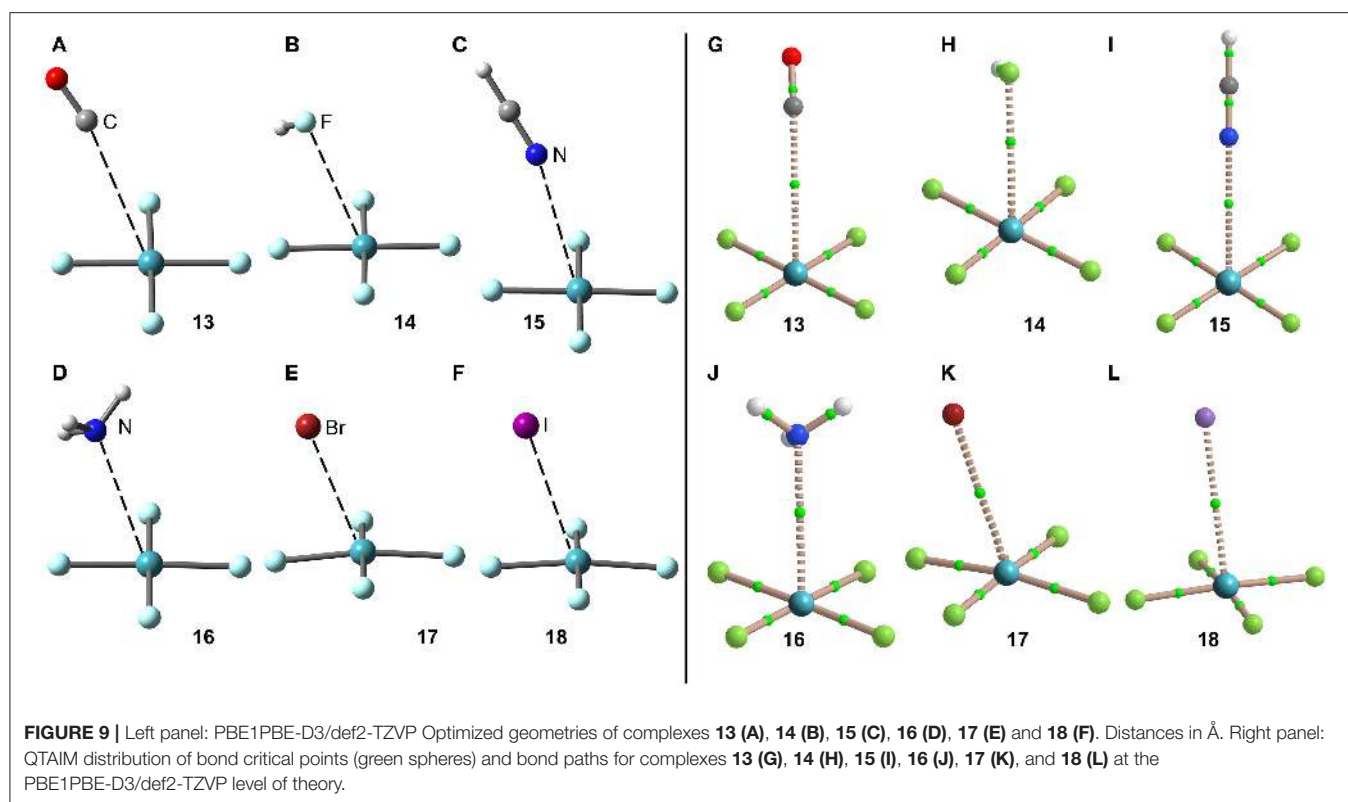 A
B
C
C
F
N
13
14
15
D
E
F
N
Br
I
16
17
18
G
H
I
13
14
15
J
K
L
16
17
18
FIGURE 9 | Left panel: PBE1PBE-D3/def2-TZVP Optimized geometries of complexes 13 (A), 14 (B), 15 (C), 16 (D), 17 (E) and 18 (F). Distances in Å. Right panel:
QTAIM distribution of bond critical points (green spheres) and bond paths for complexes 13 (G), 14 (H), 15 (I), 16 (J), 17 (K), and 18 (L) at the
PBE1PBE-D3/def2-TZVP level of theory.